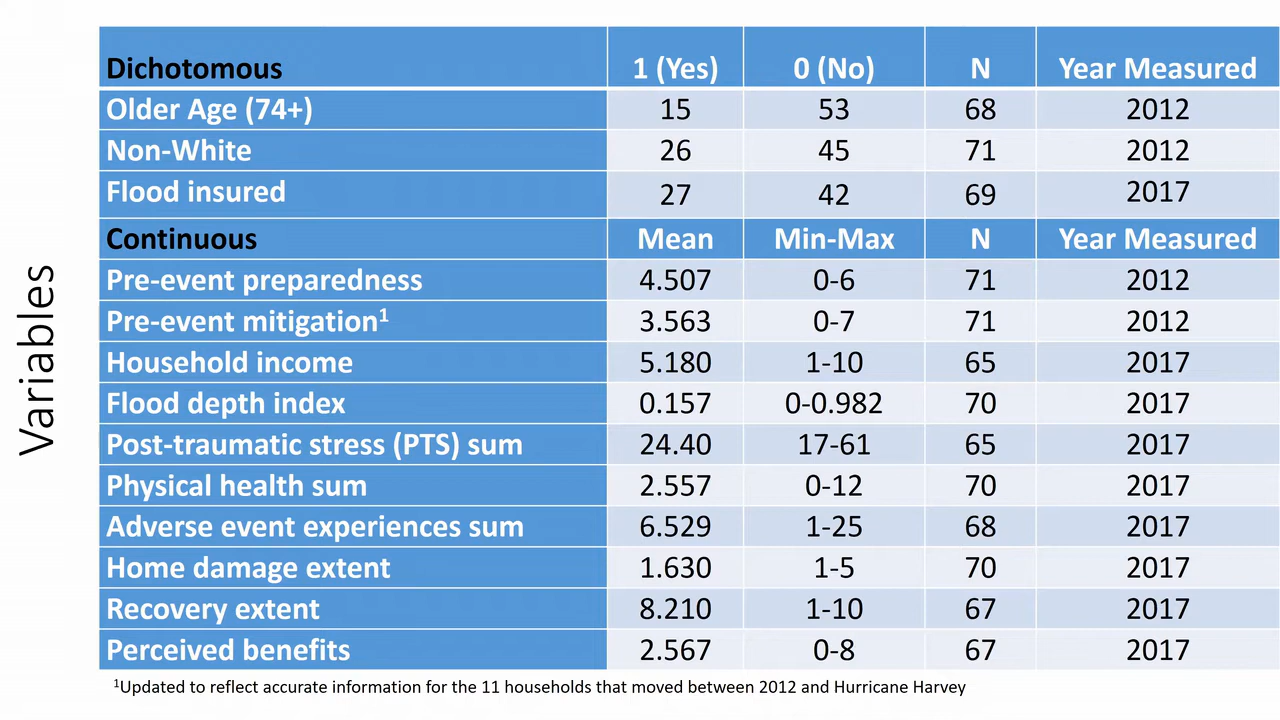 Variables
Dichotomous 1 (Yes) 0 (No) N Year Measured
Older Age (74+) 15 53 68 2012
Non-White 26 45 71 2012
Flood insured 27 42 69 2017
Continuous Mean Min-Max N Year Measured
Pre-event preparedness 4.507 0-6 71 2012
Pre-event mitigation¹ 3.563 0-7 71 2012
Household income 5.180 1-10 65 2017
Flood depth index 0.157 0-0.982 70 2017
Post-traumatic stress (PTS) sum 24.40 17-61 65 2017
Physical health sum 2.557 0-12 70 2017
Adverse event experiences sum 6.529 1-25 68 2017
Home damage extent 1.630 1-5 70 2017
Recovery extent 8.210 1-10 67 2017
Perceived benefits 2.567 0-8 67 2017
¹Updated to reflect accurate information for the 11 households that moved between 2012 and Hurricane Harvey